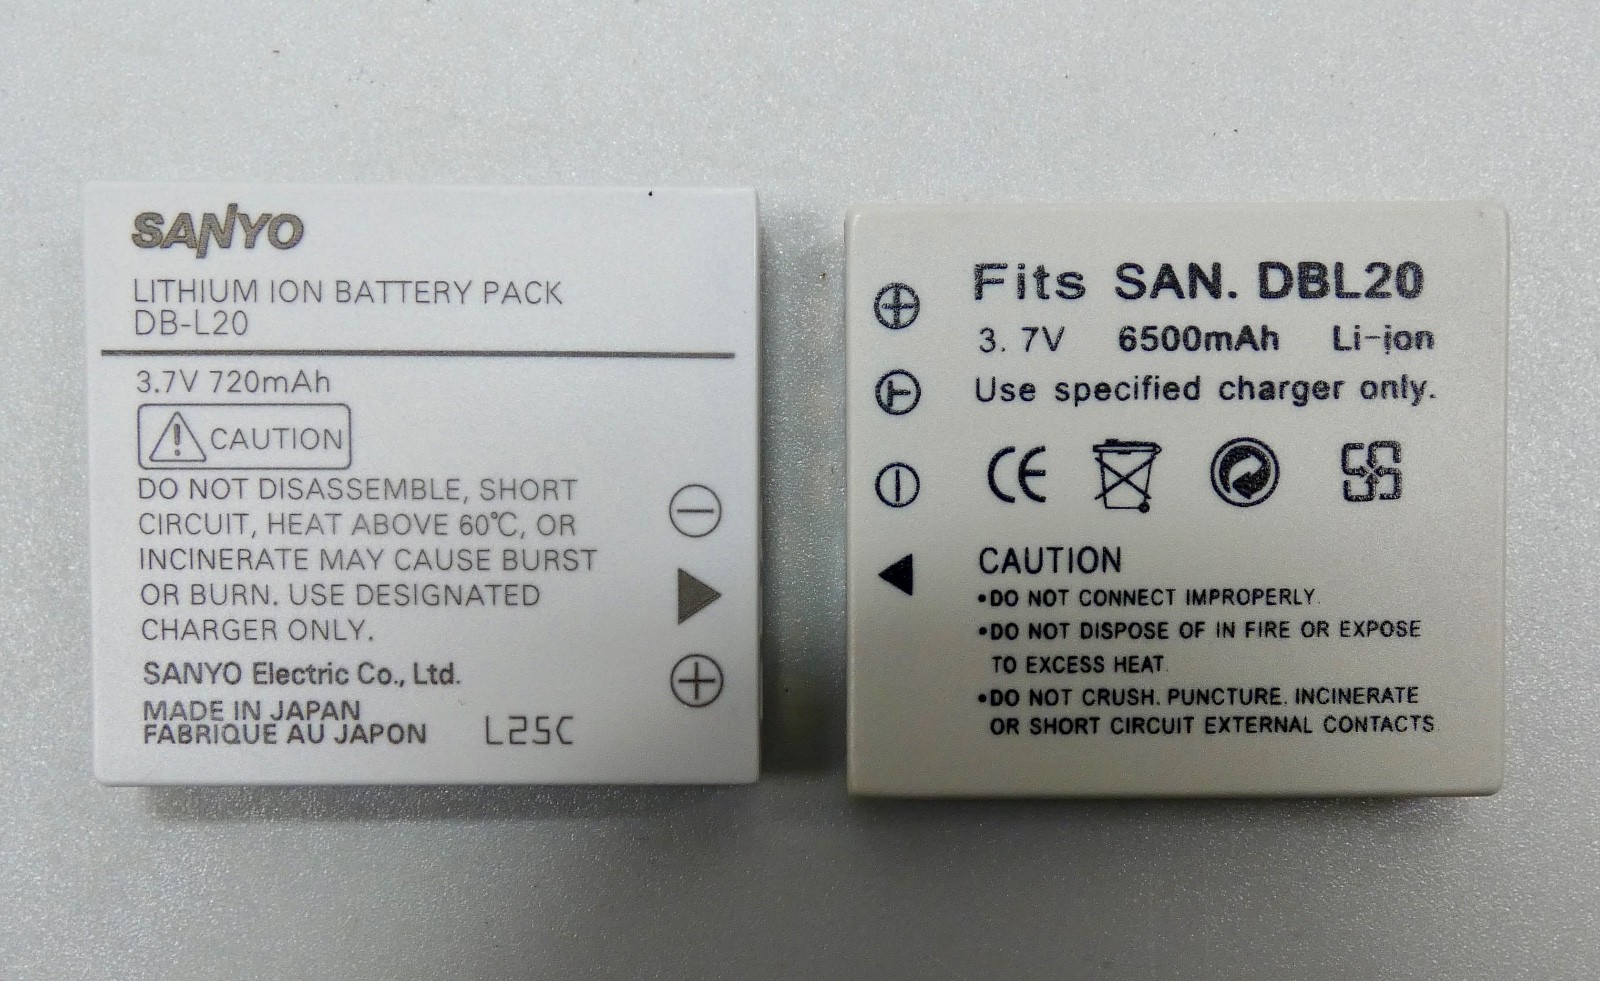 SANYO
LITHIUM ION BATTERY PACK
DB-L20
3.7V 720mAh
CAUTION
DO NOT DISASSEMBLE, SHORT
CIRCUIT, HEAT ABOVE 60℃, OR
INCINERATE MAY CAUSE BURST
OR BURN. USE DESIGNATED
CHARGER ONLY.
SANYO Electric Co., Ltd.
MADE IN JAPAN
FABRIQUE AU JAPON
L25C
Fits SAN. DBL20
3. 7V 6500mAh Li-ion
Use specified charger only.
CE
CAUTION
•DO NOT CONNECT IMPROPERLY.
•DO NOT DISPOSE OF IN FIRE OR EXPOSE
TO EXCESS HEAT.
•DO NOT CRUSH. PUNCTURE. INCINERATE
OR SHORT CIRCUIT EXTERNAL CONTACTS